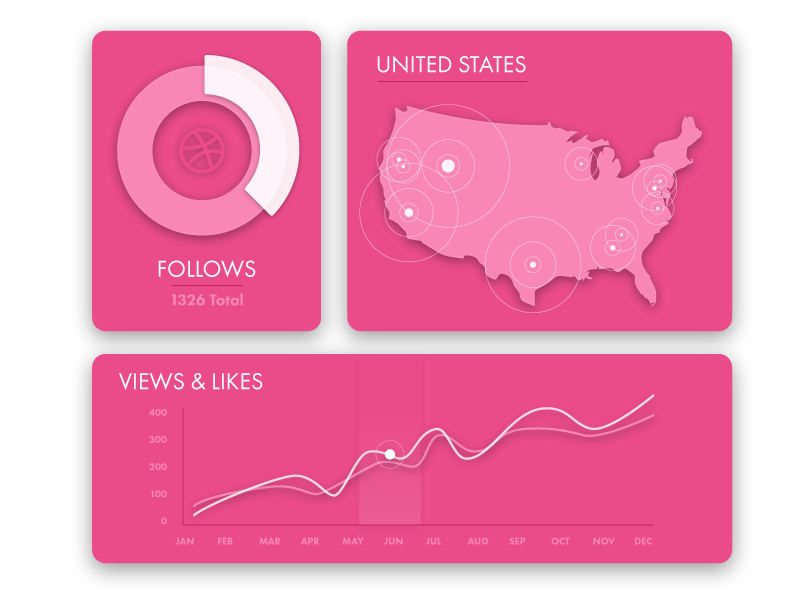 FOLLOWS
1326 Total
UNITED STATES
VIEWS & LIKES
400
300
200
100
0
JAN FEB MAR APR MAY JUN JUL AUG SEP OCT NOV DEC